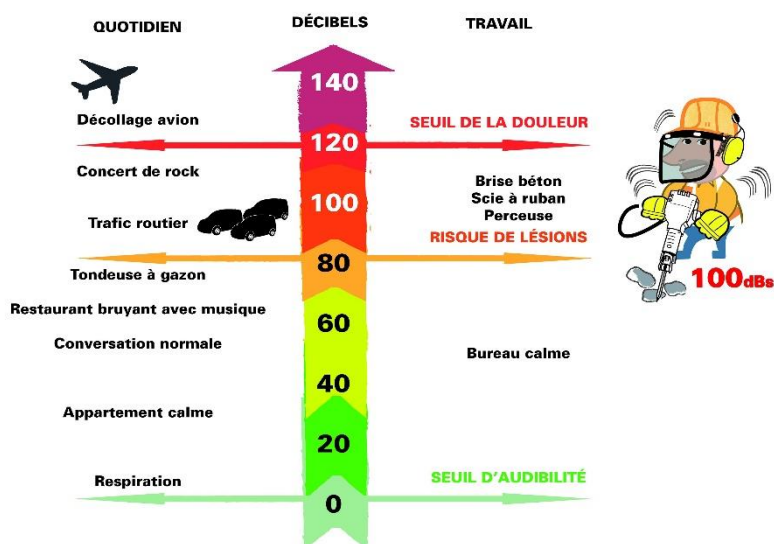 QUOTIDIEN
DÉCIBELS
TRAVAIL
140
Décollage avion
SEUIL DE LA DOULEUR
120
Concert de rock
Brise béton
Scie à ruban
Perceuse
100
Trafic routier
RISQUE DE LÉSIONS
80
100dBs
Tondeuse à gazon
Restaurant bruyant avec musique
60
Conversation normale
Bureau calme
40
Appartement calme
20
Respiration
SEUIL D'AUDIBILITÉ
0